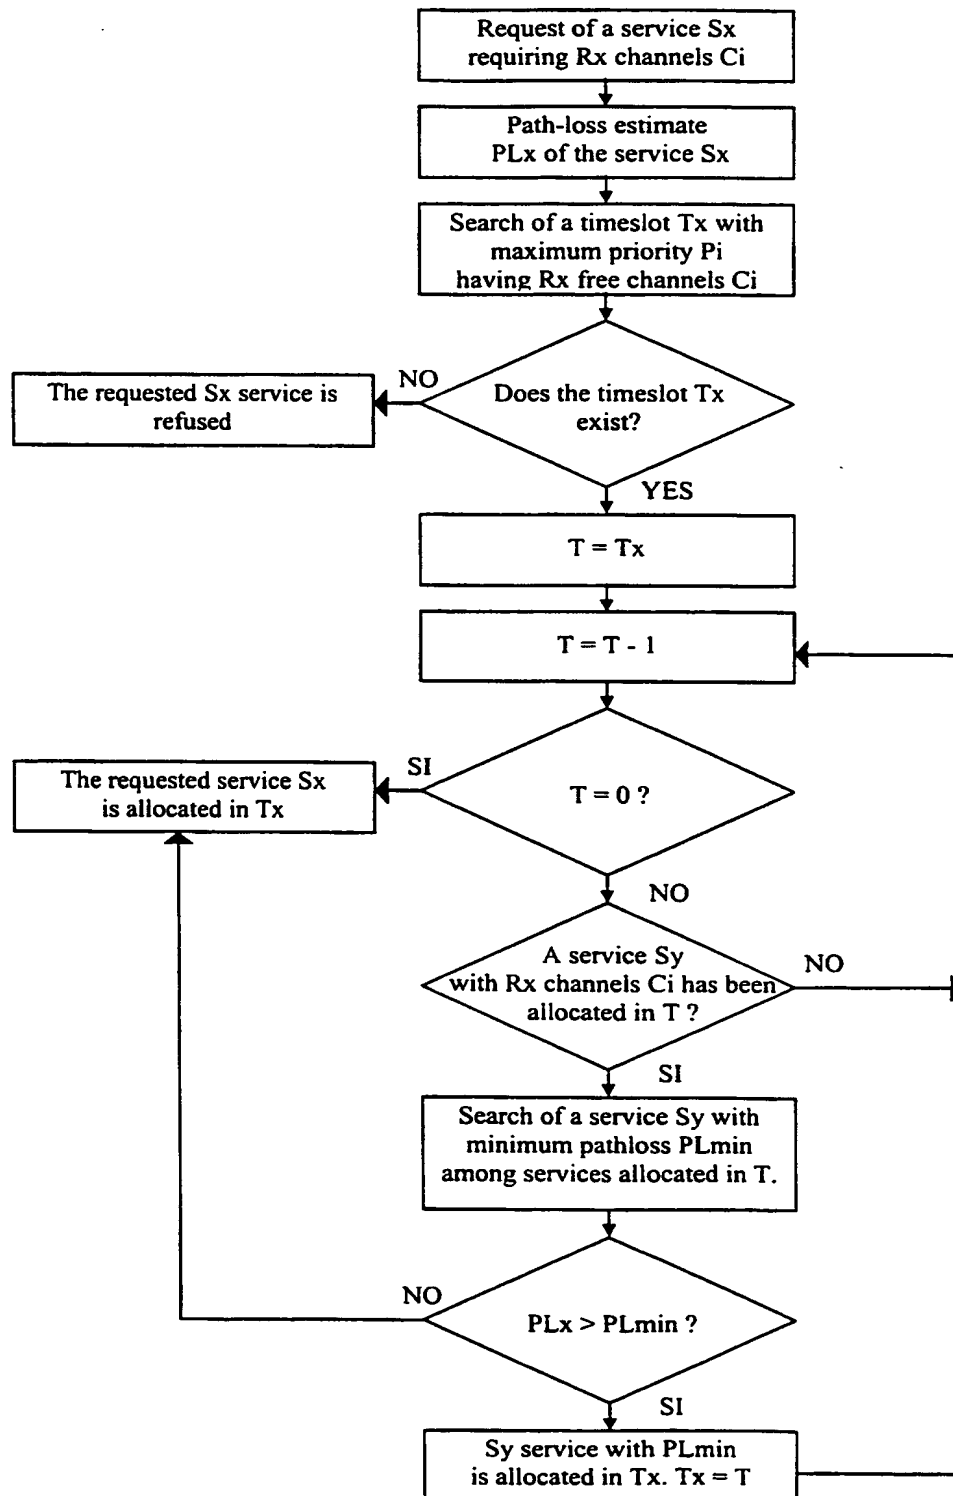 Request of a service Sx
requiring Rx channels Ci
Path-loss estimate
PLx of the service Sx
Search of a timeslot Tx with
maximum priority Pi
having Rx free channels Ci
NO
The requested Sx service is
refused
Does the timeslot Tx
exist?
YES
T = Tx
T = T - 1
SI
The requested service Sx
is allocated in Tx
T = 0 ?
NO
A service Sy
with Rx channels Ci has been
allocated in T ?
NO
SI
Search of a service Sy with
minimum pathloss PLmin
among services allocated in T.
NO
PLx > PLmin ?
SI
Sy service with PLmin
is allocated in Tx. Tx = T